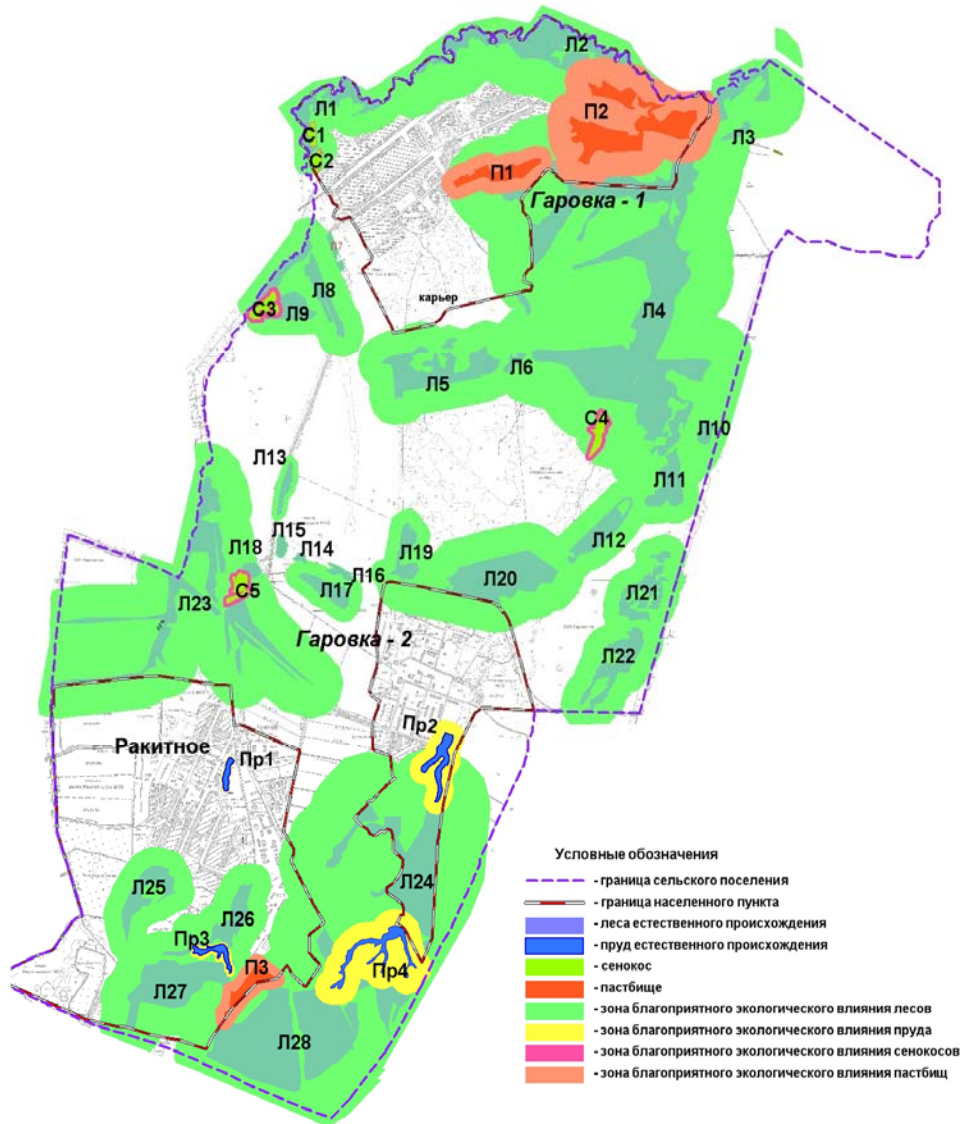 Л2
Л1
П2
С1
Л3
С2
П1
Гаровка - 1
Л7
Л8
карьер
С3
Л9
Л4
Л6
Л5
С4
Л10
Л13
Л11
Л15
Л12
Л14
Л19
Л18
Л16
Л20
С5
Л17
Л21
Л23
Гаровка - 2
Л22
Пр2
Ракитное
Пр1
Условные обозначения
- граница сельского поселения
- граница населенного пункта
- леса естественного происхождения
- пруд естественного происхождения
- сенокос
- пастбище
- зона благоприятного экологического влияния лесов
- зона благоприятного экологического влияния пруда
- зона благоприятного экологического влияния сенокосов
- зона благоприятного экологического влияния пастбищ
Л25
Л24
Л26
Пр3
П3
Пр4
Л27
Л28